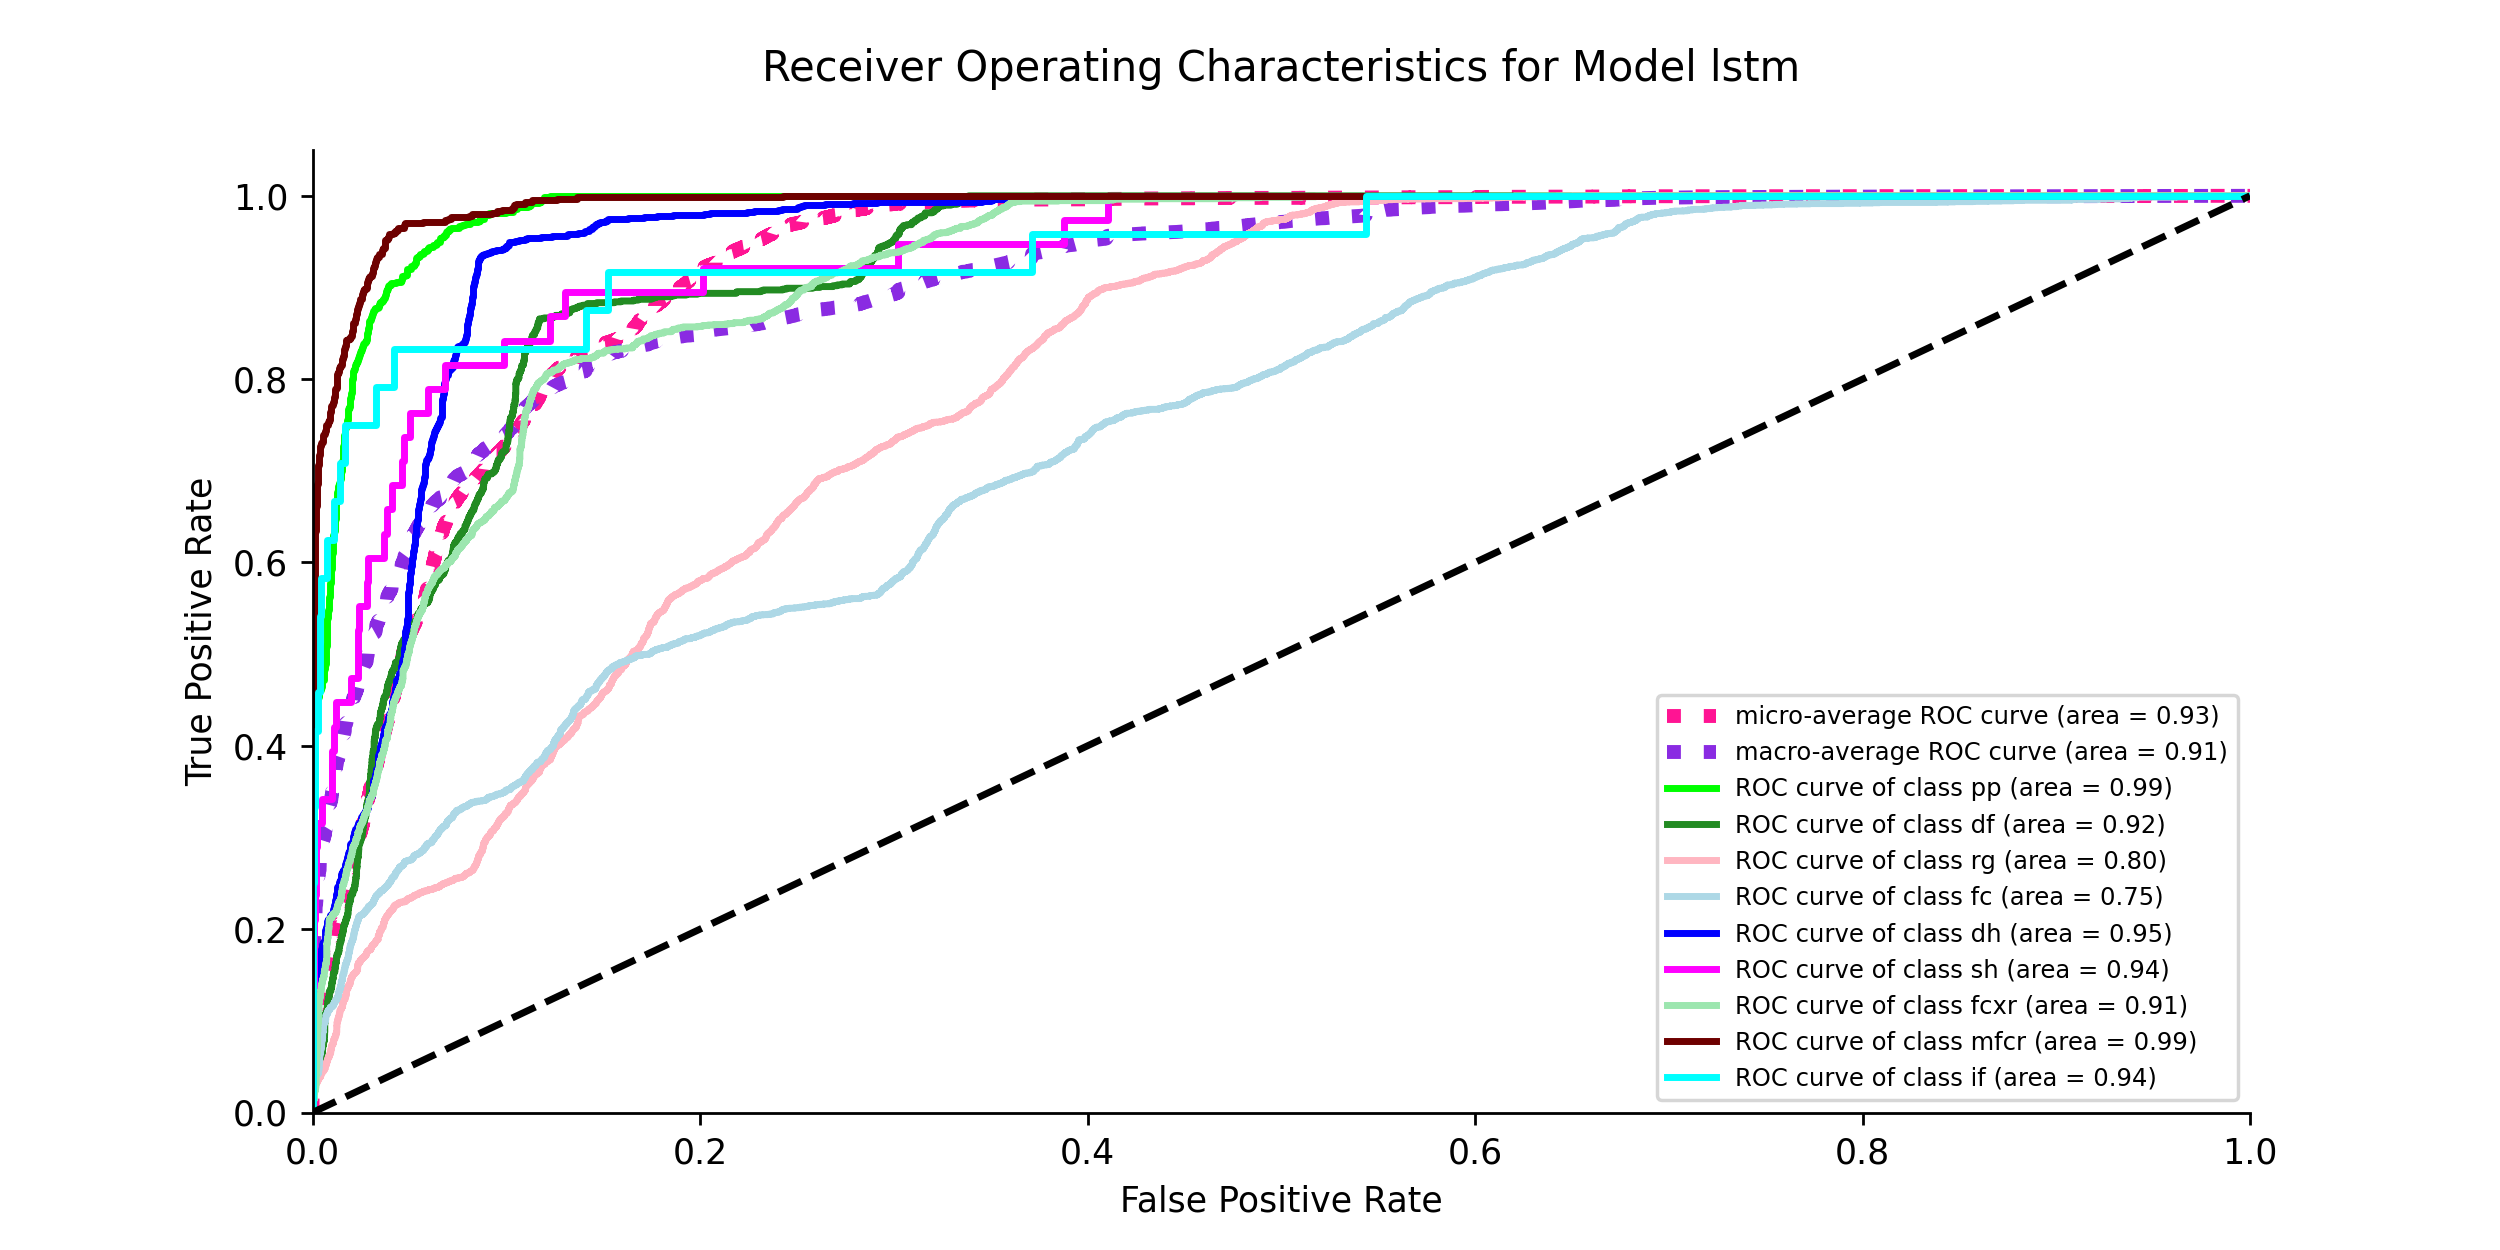 Receiver Operating Characteristics for Model lstm
1.0
0.8
0.6
0.4
0.2
0.0
True Positive Rate
micro-average ROC curve (area = 0.93)
macro-average ROC curve (area = 0.91)
ROC curve of class pp (area = 0.99)
ROC curve of class df (area = 0.92)
ROC curve of class rg (area = 0.80)
ROC curve of class fc (area = 0.75)
ROC curve of class dh (area = 0.95)
ROC curve of class sh (area = 0.94)
ROC curve of class fcxr (area = 0.91)
ROC curve of class mfcr (area = 0.99)
ROC curve of class if (area = 0.94)
0.0 0.2 0.4 0.6 0.8 1.0
False Positive Rate